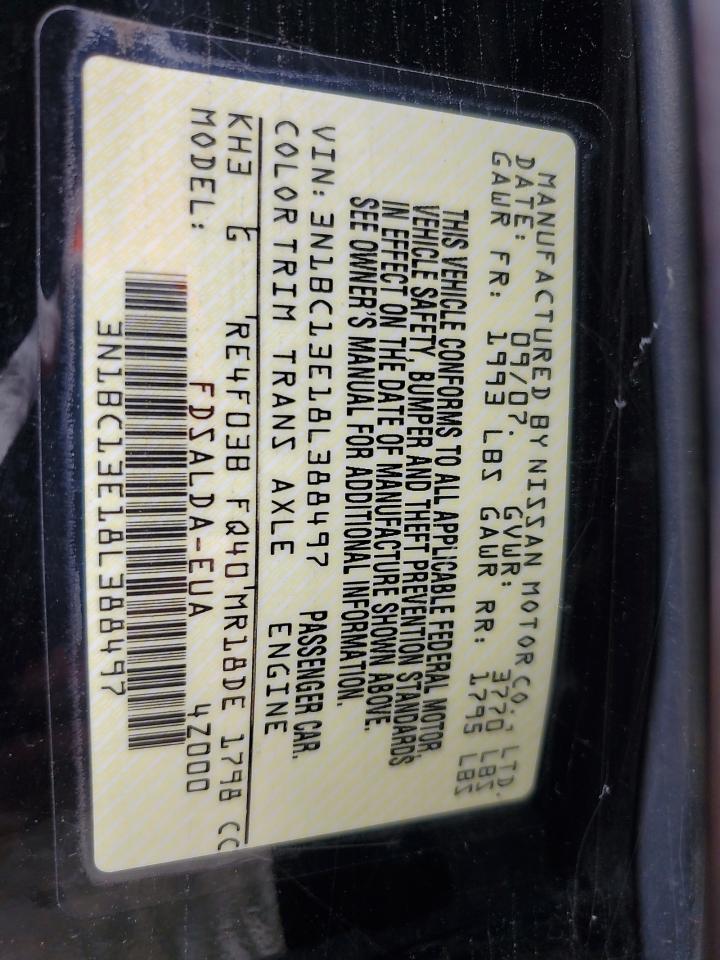 MANUFACTURED BY NISSAN MOTOR CO., LTD.
DATE: 09/07. GVWR: 3770 LBS
GAWR FR: 1993 LBS GAWR RR: 1795 LBS
THIS VEHICLE CONFORMS TO ALL APPLICABLE FEDERAL MOTOR
VEHICLE SAFETY, BUMPER AND THEFT PREVENTION STANDARDS
IN EFFECT ON THE DATE OF MANUFACTURE SHOWN ABOVE.
SEE OWNER'S MANUAL FOR ADDITIONAL INFORMATION.
VIN: 3N1BC13E18L388497 PASSENGER CAR.
COLOR TRIM TRANS AXLE ENGINE
KH3 G RE4F03B FQ40 MR18DE 1798 CC
MODEL: FDSALDA-EUA 4Z000
3N1BC13E18L388497